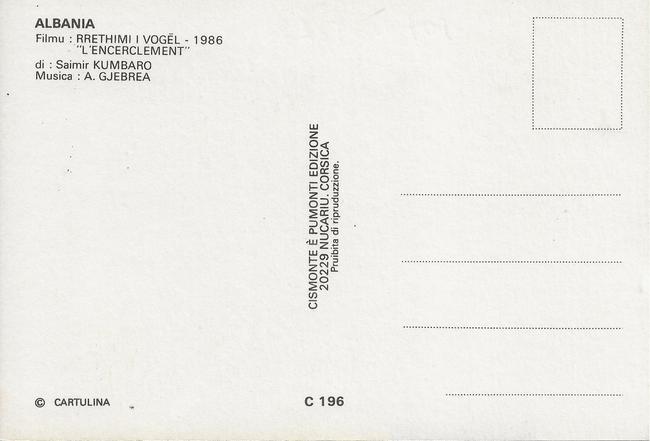 ALBANIA
Filmu : RRETHIMI I VOGËL - 1986
"L'ENCERCLEMENT"
di : Saimir KUMBARO
Musica : A. GJEBREA
CISMONTE È PUMONTI EDIZIONE
20229 NUCARIU. CORSICA
Pruibita di ripruduzzione.
© CARTULINA
C 196